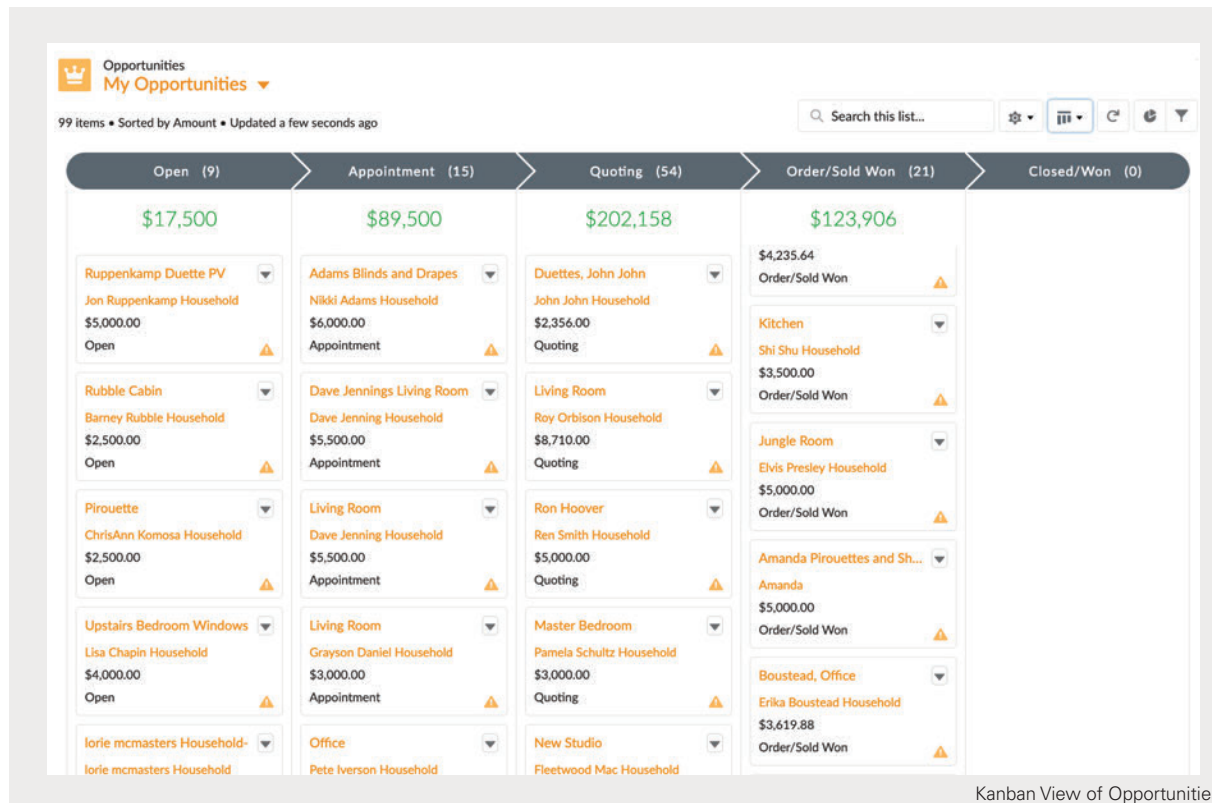 Opportunities
My Opportunities
99 items • Sorted by Amount • Updated a few seconds ago
Search this list...
Open (9)
Appointment (15)
Quoting (54)
Order/Sold Won (21)
Closed/Won (0)
$17,500
$89,500
$202,158
$123,906
Ruppenkamp Duette PV
Jon Ruppenkamp Household
$5,000.00
Open
Rubble Cabin
Barney Rubble Household
$2,500.00
Open
Pirouette
ChrisAnn Komosa Household
$2,500.00
Open
Upstairs Bedroom Windows
Lisa Chapin Household
$4,000.00
Open
lorie mcmasters Household-
lorie mcmasters Household
Adams Blinds and Drapes
Nikki Adams Household
$6,000.00
Appointment
Dave Jennings Living Room
Dave Jenning Household
$5,500.00
Appointment
Living Room
Dave Jenning Household
$5,500.00
Appointment
Living Room
Grayson Daniel Household
$3,000.00
Appointment
Office
Pete Iverson Household
Duettes, John John
John John Household
$2,356.00
Quoting
Living Room
Roy Orbison Household
$8,710.00
Quoting
Ron Hoover
Ren Smith Household
$5,000.00
Quoting
Master Bedroom
Pamela Schultz Household
$3,000.00
Quoting
New Studio
Fleetwood Mac Household
$4,235.64
Order/Sold Won
Kitchen
Shi Shu Household
$3,500.00
Order/Sold Won
Jungle Room
Elvis Presley Household
$5,000.00
Order/Sold Won
Amanda Pirouettes and Sh...
Amanda
$5,000.00
Order/Sold Won
Boustead, Office
Erika Boustead Household
$3,619.88
Order/Sold Won
Kanban View of Opportunitie